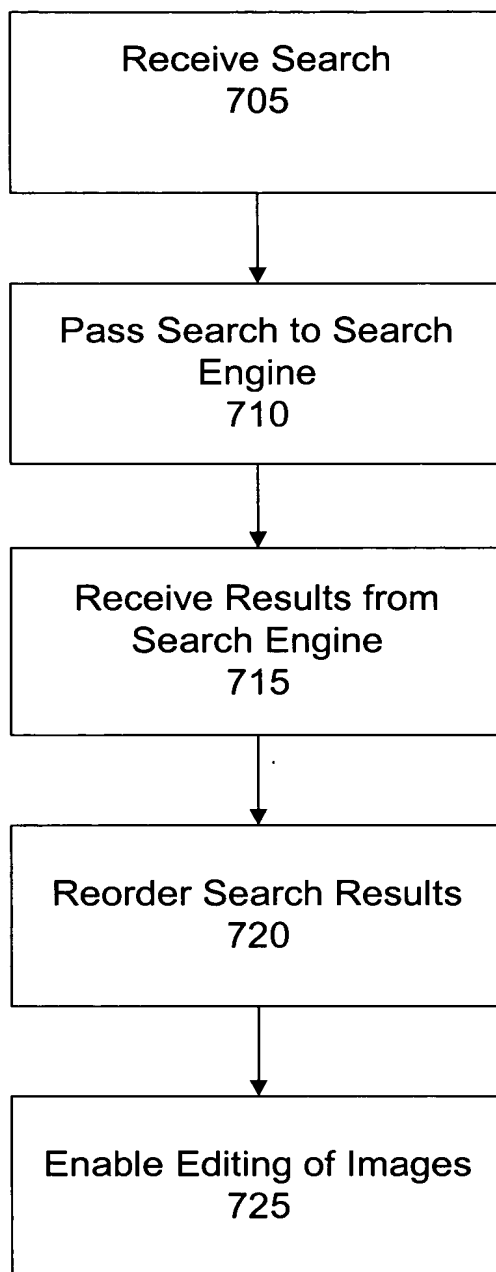 Receive Search
705
Pass Search to Search
Engine
710
Receive Results from
Search Engine
715
Reorder Search Results
720
Enable Editing of Images
725